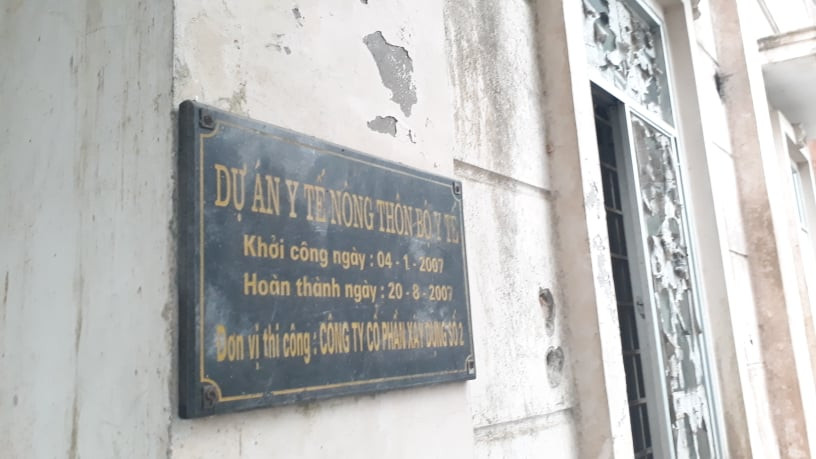 DỰ ÁN Y TẾ NÔNG THÔN-BỘ Y TẾ
Khởi công ngày : 04 - 1 - 2007
Hoàn thành ngày : 20 - 8 - 2007
Đơn vị thi công : CÔNG TY CỔ PHẦN XÂY DỰNG SỐ 2